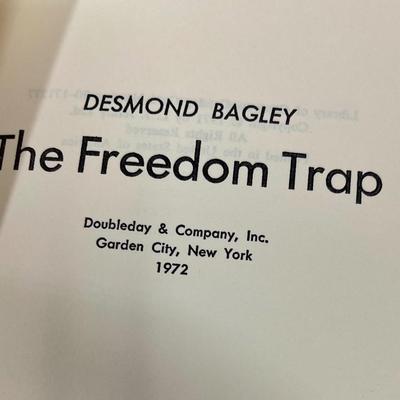 DESMOND BAGLEY
The Freedom Trap
Doubleday & Company, Inc.
Garden City, New York
1972